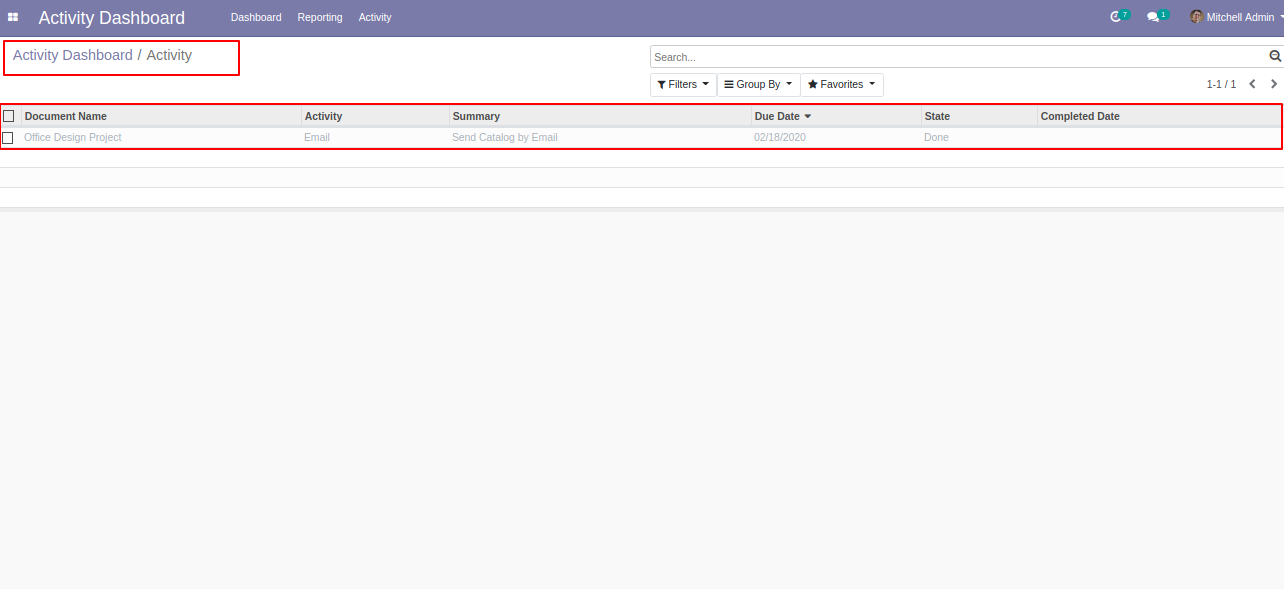 Activity Dashboard Dashboard Reporting Activity 7 1 Mitchell Admin
Activity Dashboard / Activity
Search...
Filters Group By Favorites 1-1 / 1
Document Name Activity Summary Due Date State Completed Date
Office Design Project Email Send Catalog by Email 02/18/2020 Done